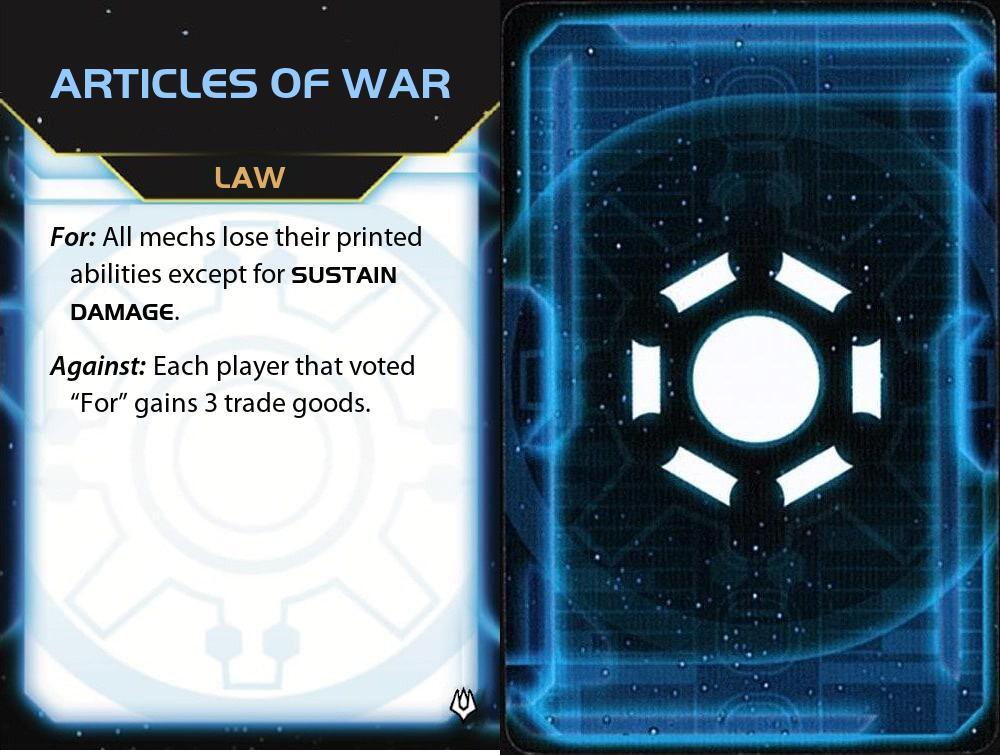 ARTICLES OF WAR
LAW
For: All mechs lose their printed
abilities except for SUSTAIN
DAMAGE.
Against: Each player that voted
“For” gains 3 trade goods.